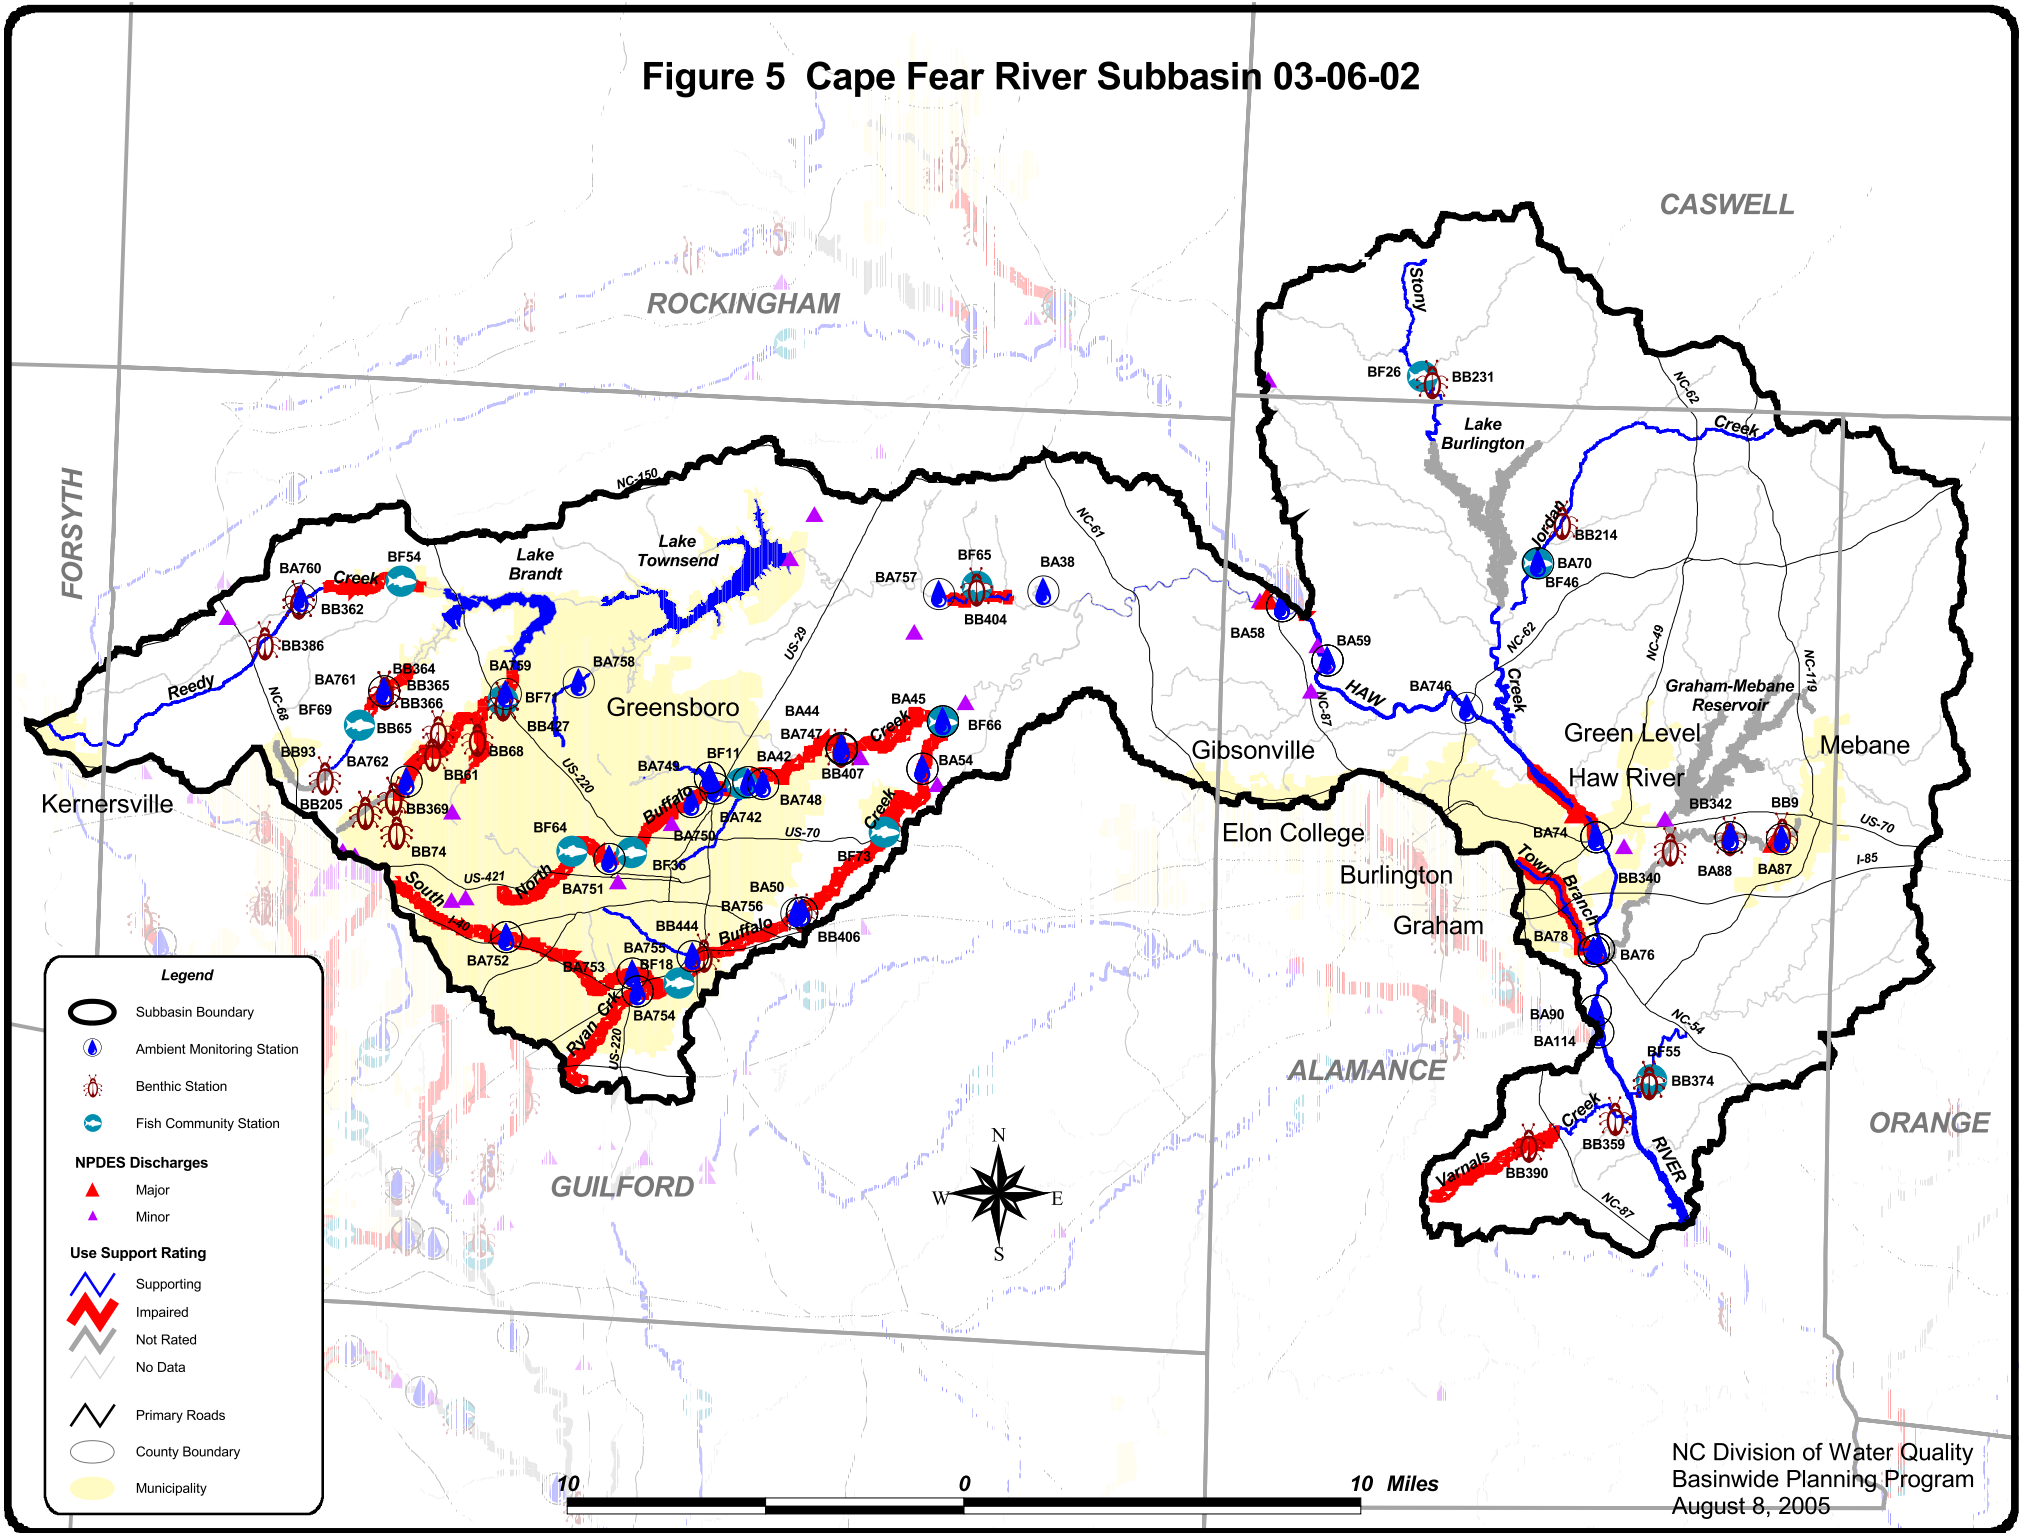 Figure 5 Cape Fear River Subbasin 03-06-02
CASWELL
ROCKINGHAM
FORSYTH
GUILFORD
ALAMANCE
ORANGE
Stony
BF26
BB231
NC-62
Lake
Burlington
Creek
Jordan
BB214
BA70
BF46
NC-150
NC-61
Lake
Townsend
Lake
Brandt
BF54
BA760
Creek
BB362
BB386
Reedy
NC-68
BA757
BF65
BA38
BB404
US-29
BA58
BA59
NC-62
NC-49
NC-119
Creek
HAW
NC-87
BA746
Graham-Mebane
Reservoir
BA761
BB364
BB365
BB366
BF69
BB65
BA759
BF71
BB427
BA758
Greensboro
BB68
BB61
BB93
BA762
BB205
BB369
BB74
Kernersville
US-220
BA45
BF66
BA44
BA747
Creek
BB407
BA54
BF11
BA42
BA749
BA748
BA742
BA750
Buffalo
BF64
BF36
US-70
Creek
BF73
Gibsonville
Green Level
Haw River
Mebane
BB342
BB9
US-70
I-85
Elon College
BA74
BA88
BA87
Burlington
Town
Branch
BB340
Graham
BA78
BA76
US-421
North
BA751
South
I-40
BA50
BA756
BB444
Buffalo
BB406
BA752
BA753
BA755
BF18
BA754
Ryan Crk
US-220
BA90
BA114
NC-54
BF55
BB374
Creek
BB359
Varnals
BB390
RIVER
NC-87
N
W
E
S
Legend
Subbasin Boundary
Ambient Monitoring Station
Benthic Station
Fish Community Station
NPDES Discharges
Major
Minor
Use Support Rating
Supporting
Impaired
Not Rated
No Data
Primary Roads
County Boundary
Municipality
10 0 10 Miles
NC Division of Water Quality
Basinwide Planning Program
August 8, 2005